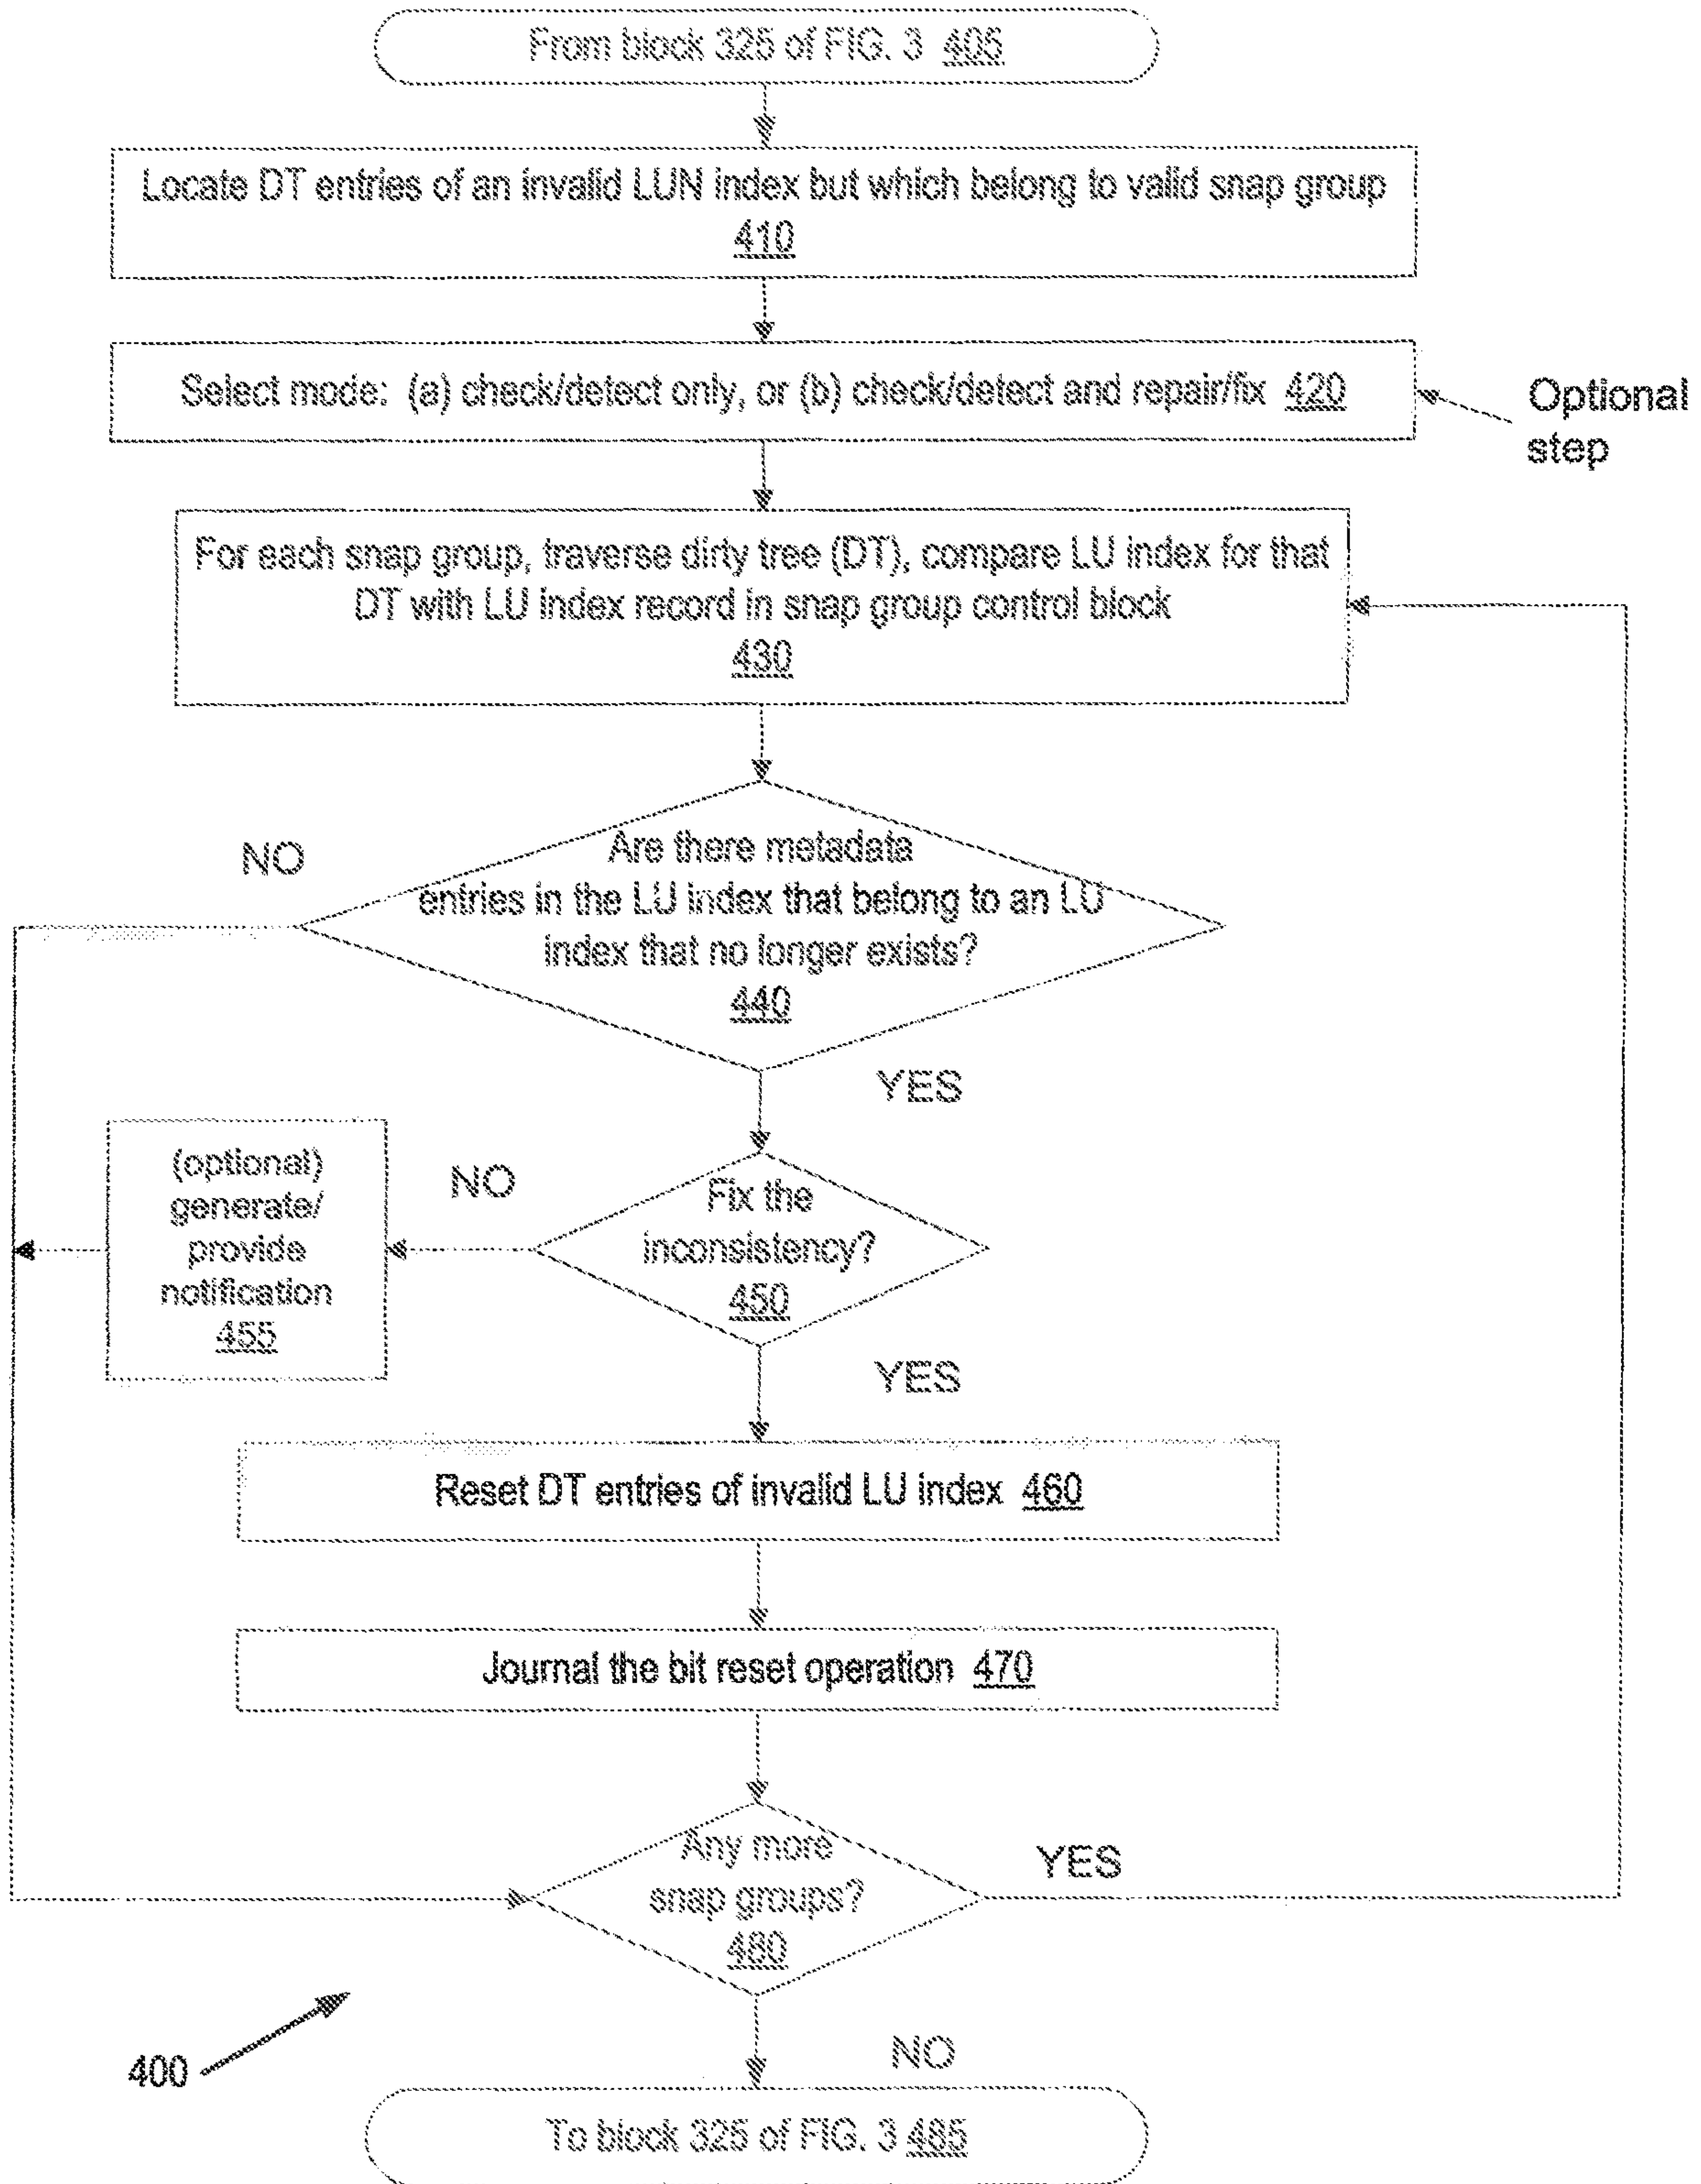 From block 325 of FIG. 3 405
Locate DT entries of an invalid LUN index but which belong to valid snap group
410
Select mode: (a) check/detect only, or (b) check/detect and repair/fix 420
Optional
step
For each snap group, traverse dirty tree (DT), compare LU index for that
DT with LU index record in snap group control block
430
NO
Are there metadata
entries in the LU index that belong to an LU
index that no longer exists?
440
YES
(optional)
generate/
provide
notification
455
NO
Fix the
inconsistency?
450
YES
Reset DT entries of invalid LU index 460
Journal the bit reset operation 470
Any more
snap groups?
480
YES
400
NO
To block 325 of FIG. 3 485